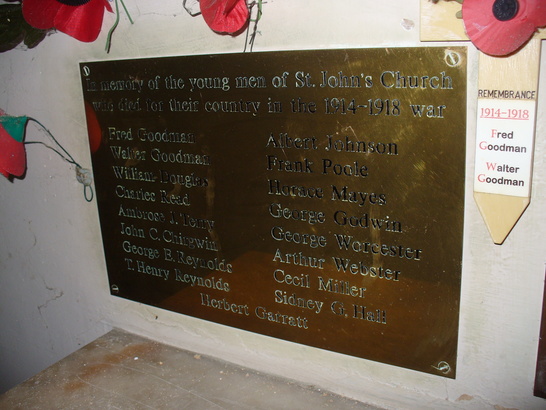 In memory of the young men of St. John's Church
who died for their country in the 1914-1918 war
Fred Goodman
Walter Goodman
William Douglas
Charles Read
Ambrose J. Terry
John C. Chirgwin
George E. Reynolds
T. Henry Reynolds
Albert Johnson
Frank Poole
Horace Mayes
George Godwin
George Worcester
Arthur Webster
Cecil Miller
Sidney G. Hall
Herbert Garratt
REMEMBRANCE
1914-1918
Fred
Goodman
Walter
Goodman